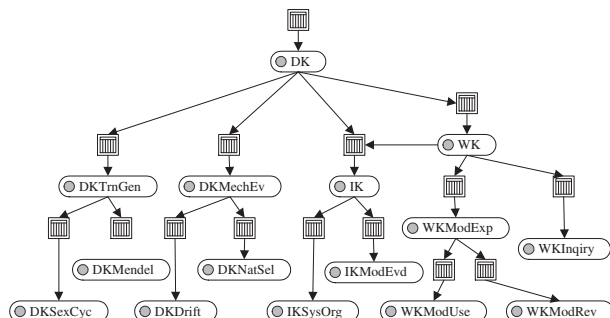 DK
WK
DKTrnGen
DKMechEv
IK
WKModExp
WKInqiry
DKMendel
DKNatSel
IKModEvd
DKSexCyc
DKDrift
IKSysOrg
WKModUse
WKModRev